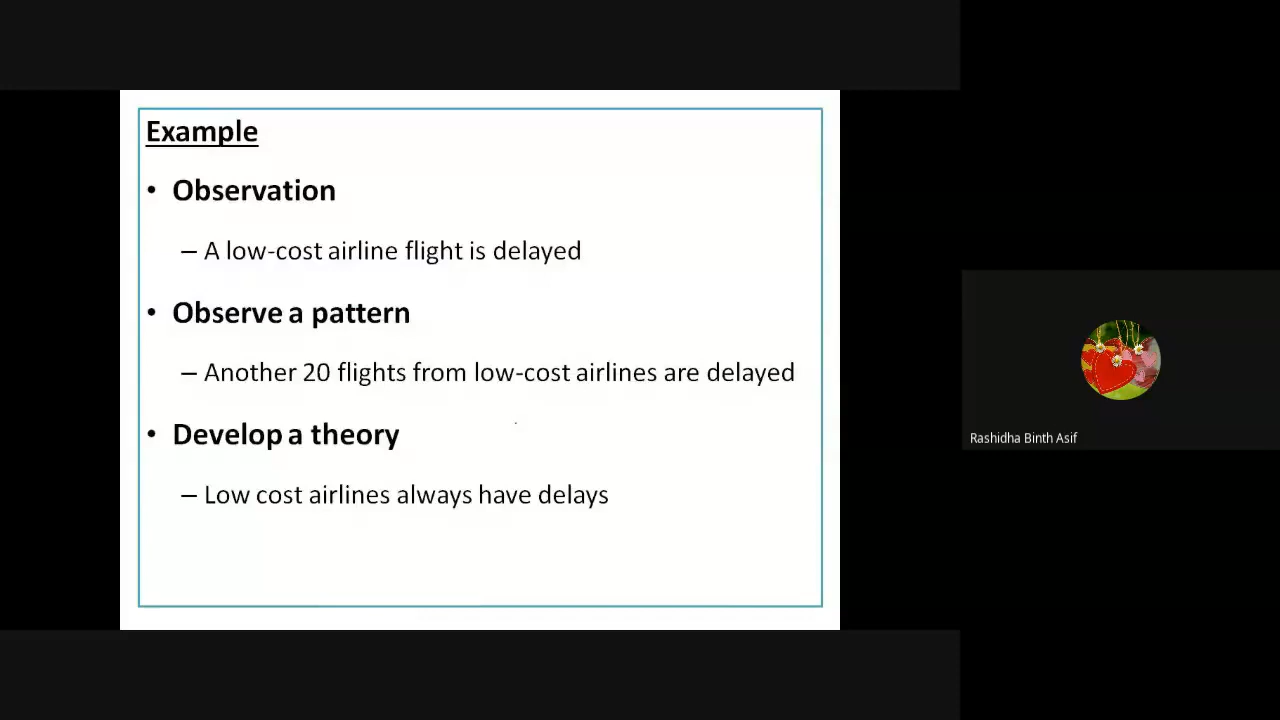 Example
• Observation
– A low-cost airline flight is delayed
• Observe a pattern
– Another 20 flights from low-cost airlines are delayed
• Develop a theory
– Low cost airlines always have delays
Rashidha Binth Asif